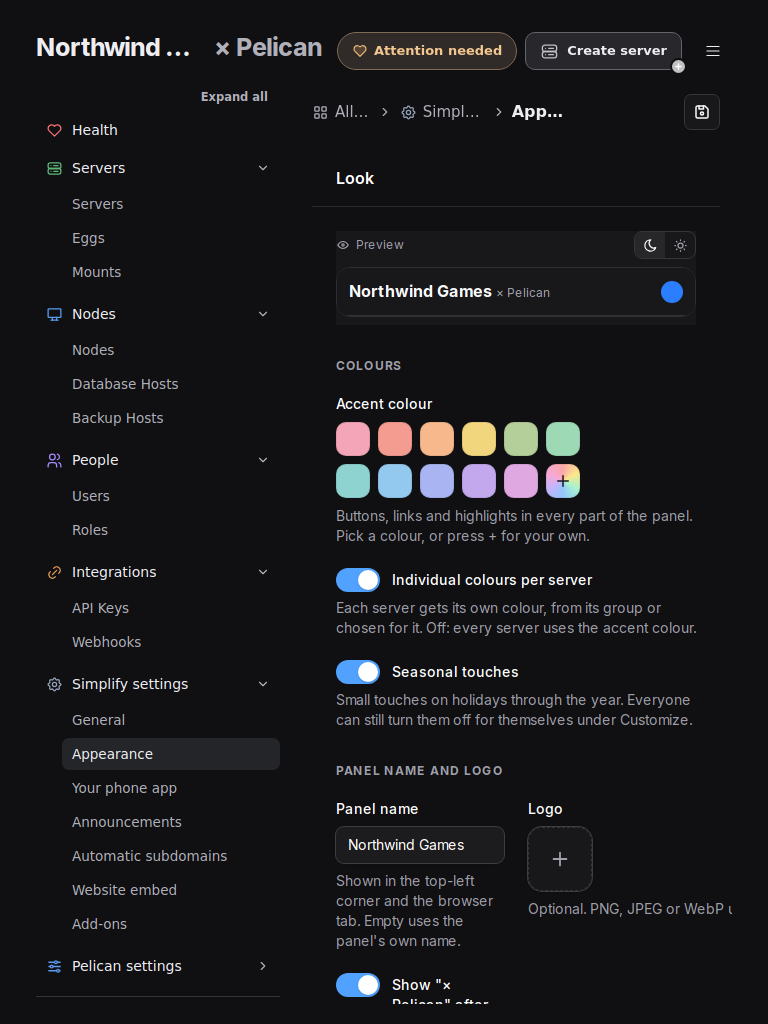 Northwind ... × Pelican
Attention needed
Create server
Expand all
Health
Servers
Servers
Eggs
Mounts
Nodes
Nodes
Database Hosts
Backup Hosts
People
Users
Roles
Integrations
API Keys
Webhooks
Simplify settings
General
Appearance
Your phone app
Announcements
Automatic subdomains
Website embed
Add-ons
Pelican settings
All... > Simpl... > App...
Look
Preview
Northwind Games × Pelican
COLOURS
Accent colour
Buttons, links and highlights in every part of the panel.
Pick a colour, or press + for your own.
Individual colours per server
Each server gets its own colour, from its group or
chosen for it. Off: every server uses the accent colour.
Seasonal touches
Small touches on holidays through the year. Everyone
can still turn them off for themselves under Customize.
PANEL NAME AND LOGO
Panel name
Northwind Games
Shown in the top-left
corner and the browser
tab. Empty uses the
panel's own name.
Logo
Optional. PNG, JPEG or WebP
Show "×
Pelican" after